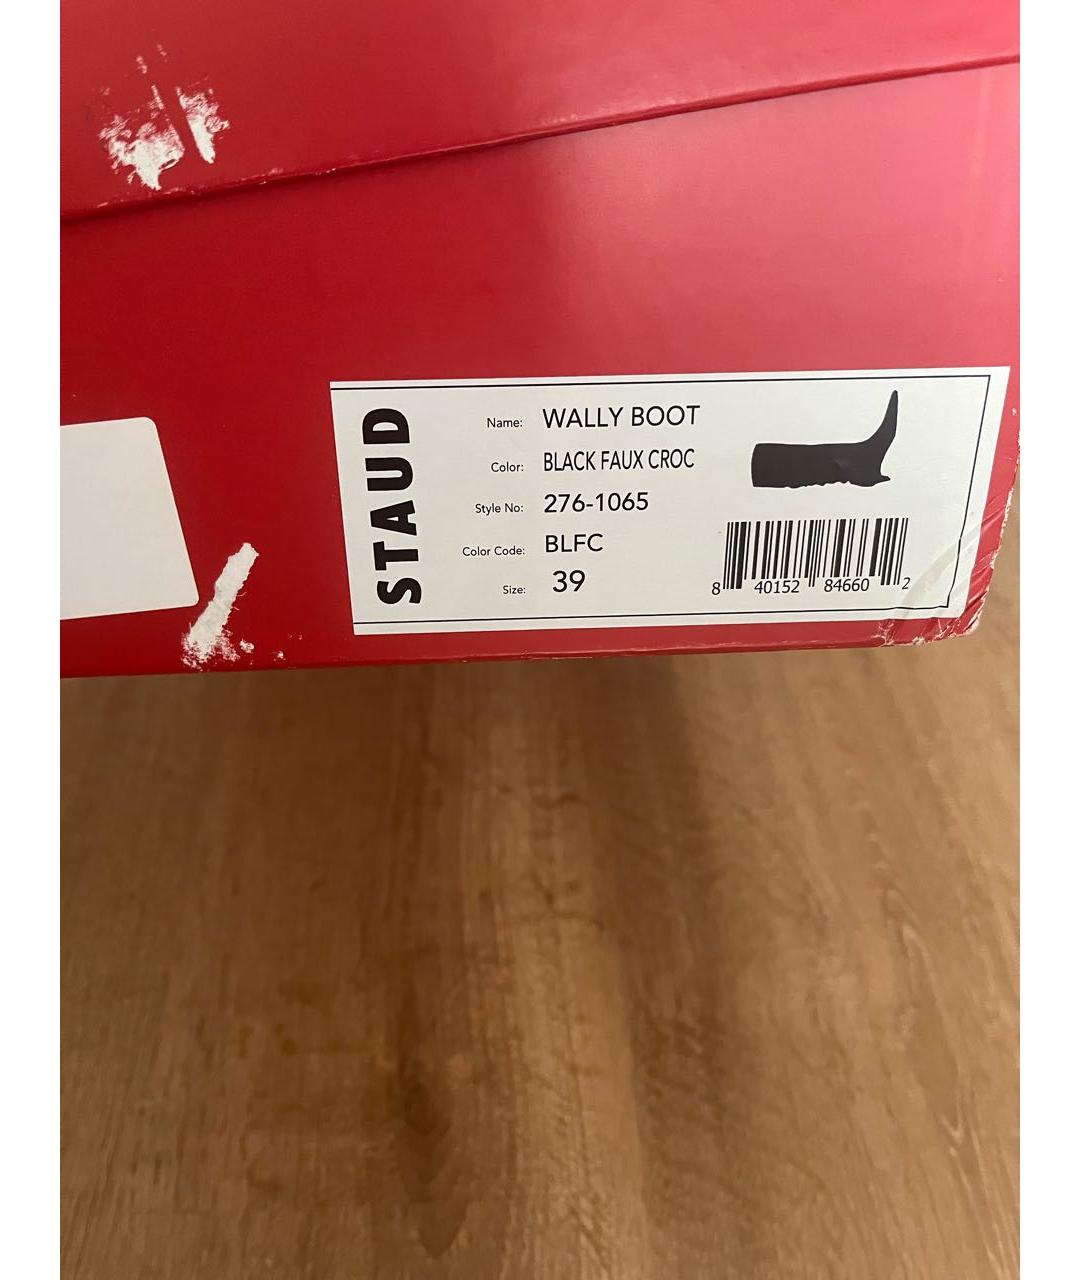 STAUD
Name: WALLY BOOT
Color: BLACK FAUX CROC
Style No: 276-1065
Color Code: BLFC
Size: 39
8 40152 84660 2